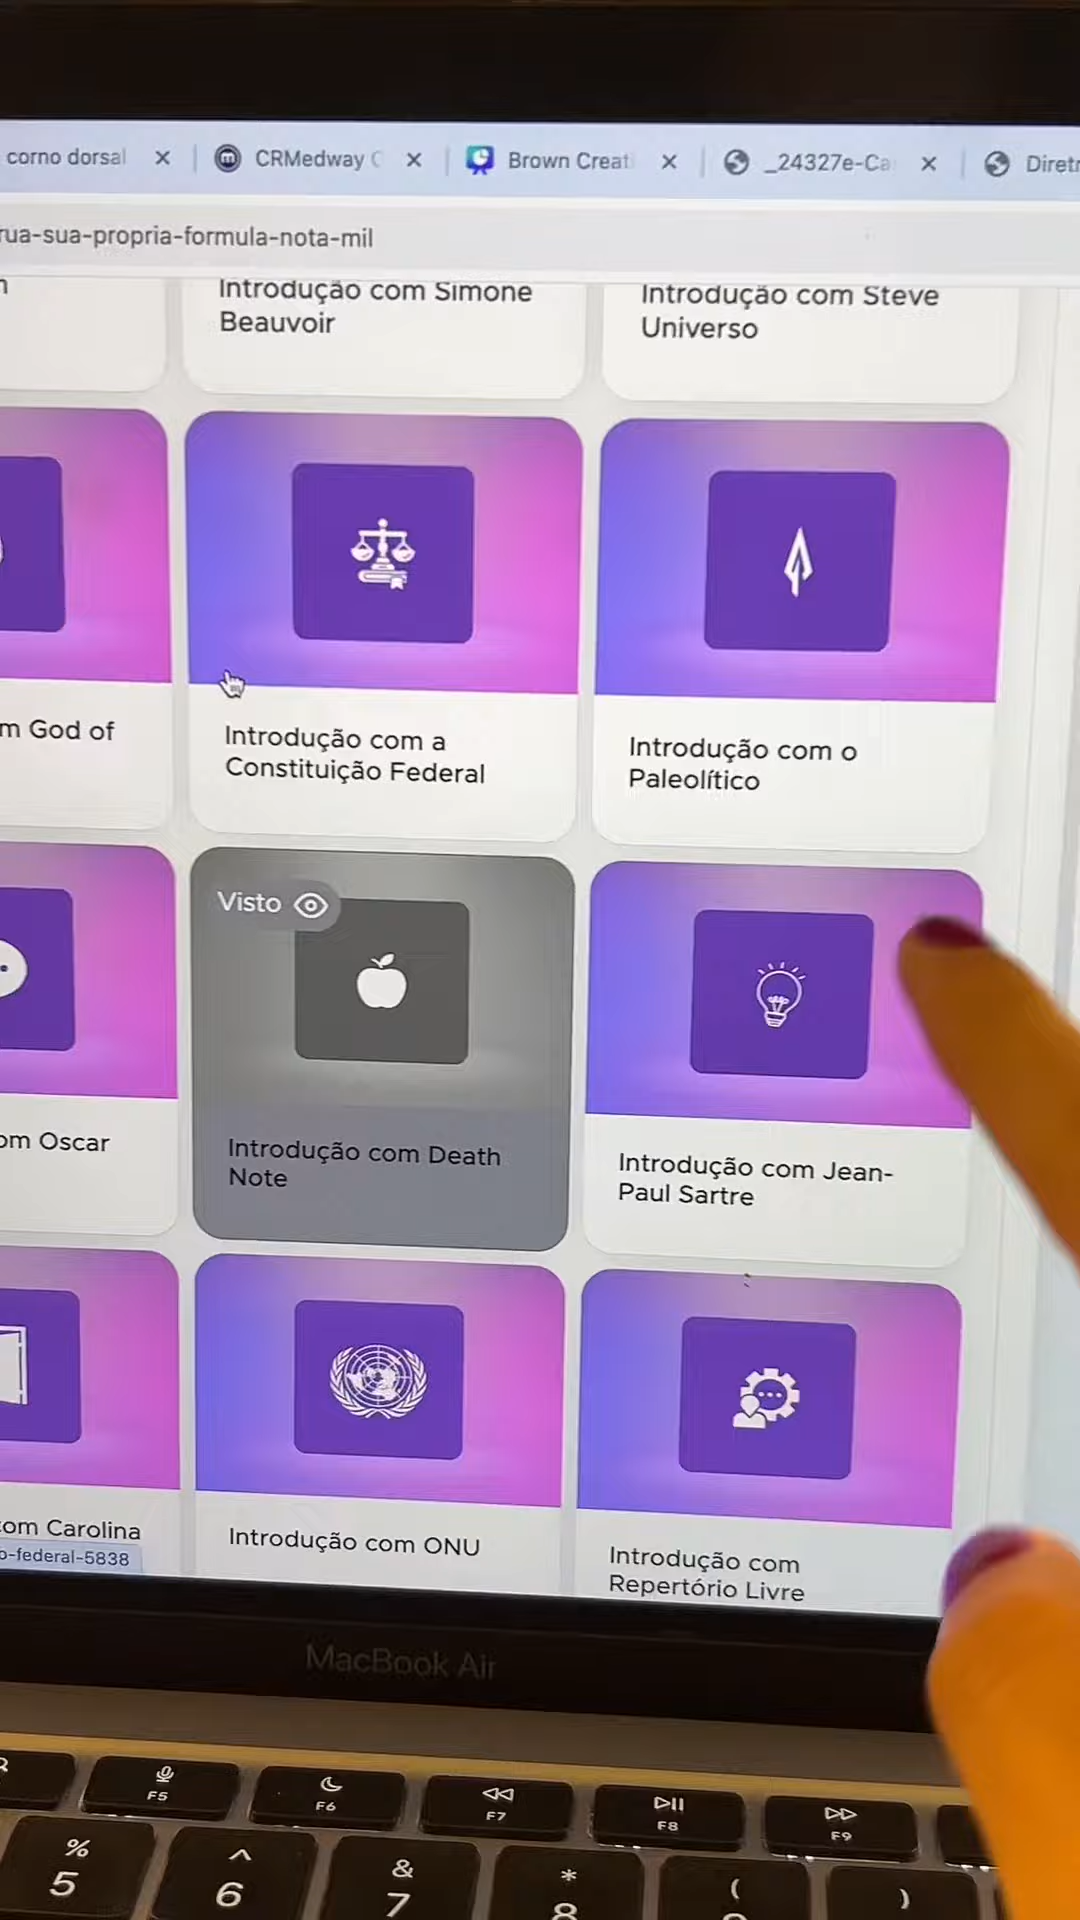 corno dorsal
CRMedway
Brown Creat
_24327e-Ca
Diretr
rua-sua-propria-formula-nota-mil
Introdução com Simone
Beauvoir
Introdução com Steve
Universo
m God of
Introdução com a
Constituição Federal
Introdução com o
Paleolítico
Visto
om Oscar
Introdução com Death
Note
Introdução com Jean-
Paul Sartre
com Carolina
o-federal-5838
Introdução com ONU
Introdução com
Repertório Livre
MacBook Air
F5
F6
F7
F8
F9
%
5
^
6
&
7
*
8
(
)